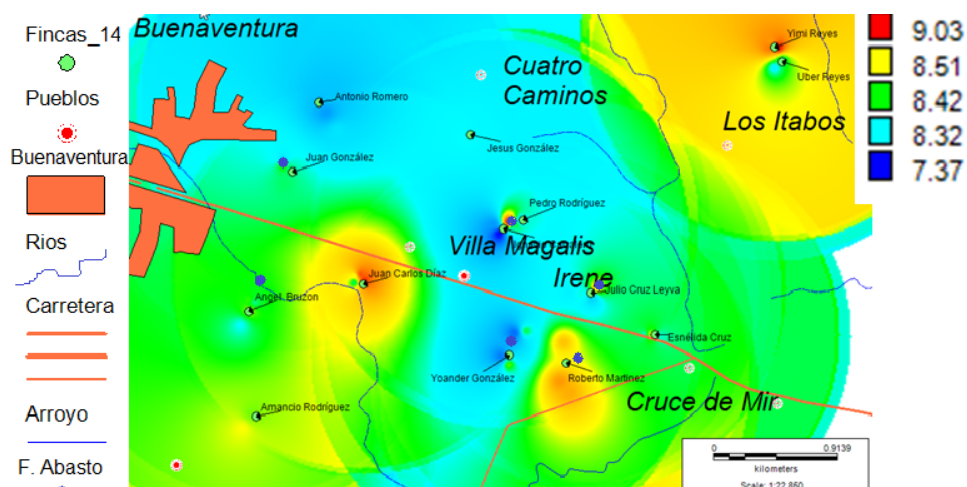 Fincas_14
Pueblos
Buenaventura
Rios
Carretera
Arroyo
F. Abasto
Buenaventura
Cuatro
Caminos
Los Itabos
Yimi Reyes
Uber Reyes
Antonio Romero
Jesus González
Juan González
Pedro Rodríguez
Villa Magalis
Irene
Juan Carlos Díaz
Julio Cruz Leyva
Angel. Bruzon
Esnélida Cruz
Yoander González
Roberto Martinez
Amancio Rodríguez
Cruce de Mir
9.03
8.51
8.42
8.32
7.37
0 0.9139
kilometers
Scale: 1:22,860